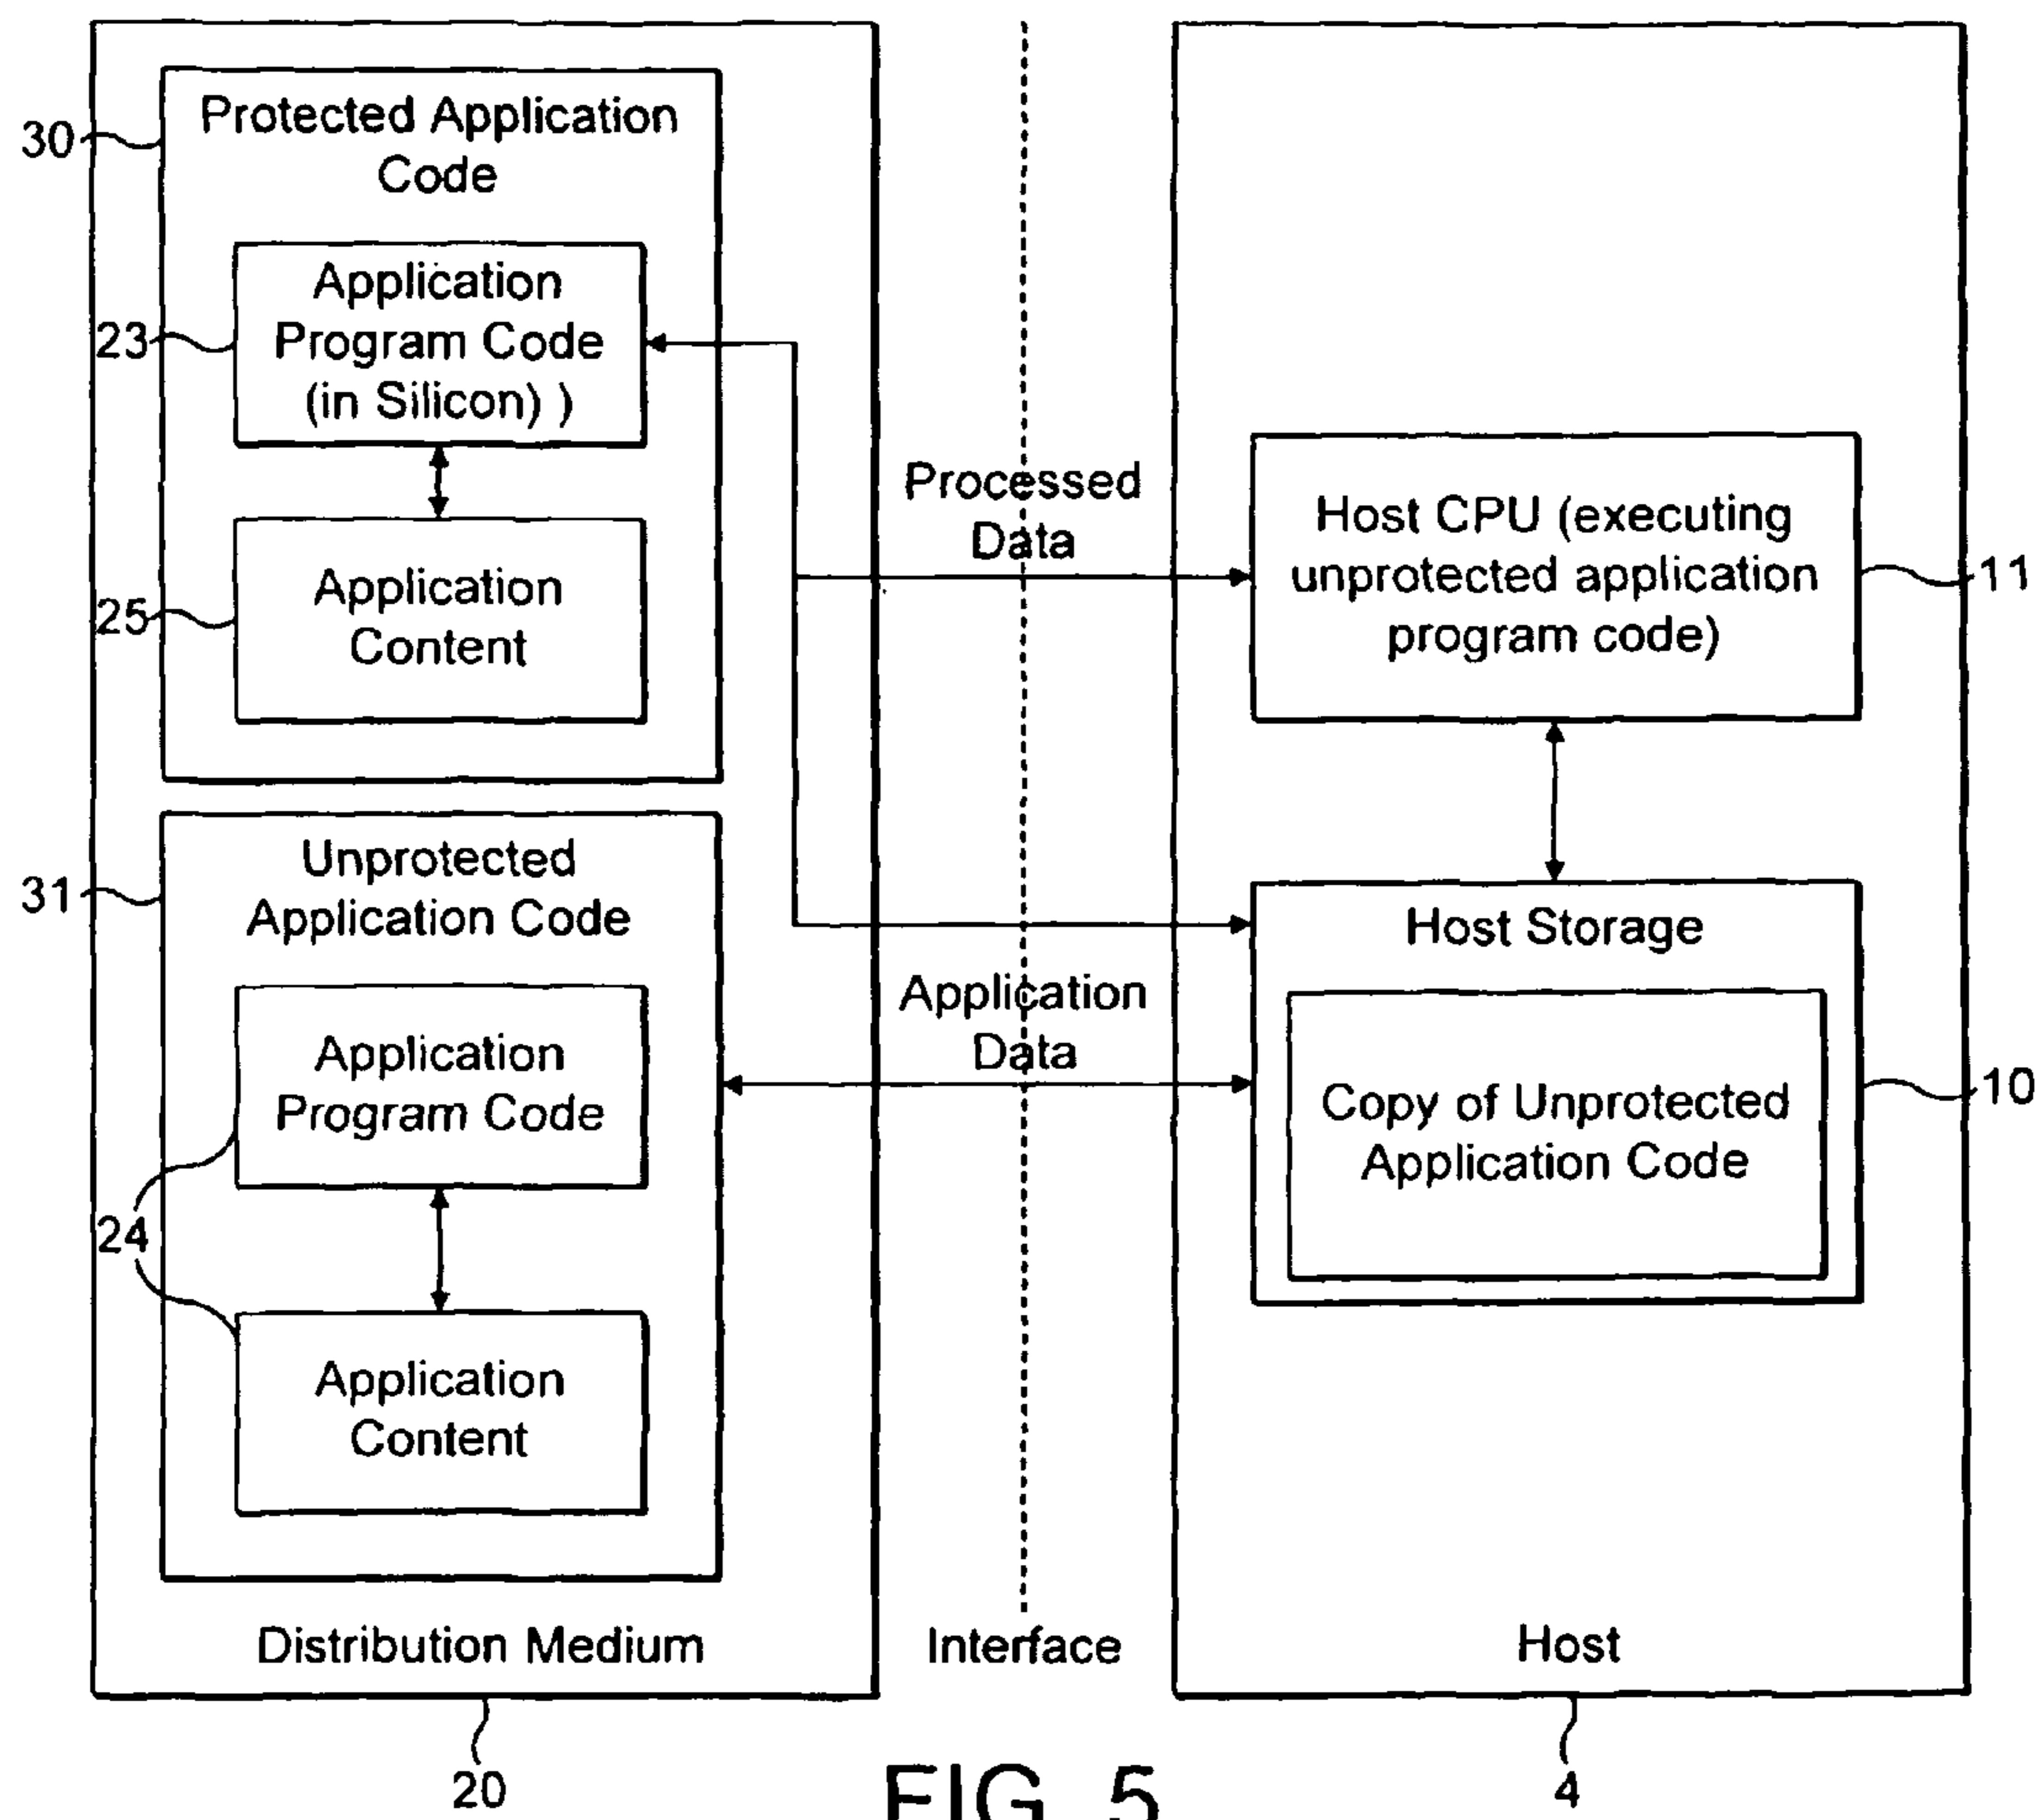 30
Protected Application
Code
23
Application
Program Code
(in Silicon) )
25
Application
Content
31
Unprotected
Application Code
Application
Program Code
24
Application
Content
Distribution Medium
20
Processed
Data
Application
Data
Interface
Host CPU (executing
unprotected application
program code)
11
Host Storage
Copy of Unprotected
Application Code
10
Host
4
FIG. 5